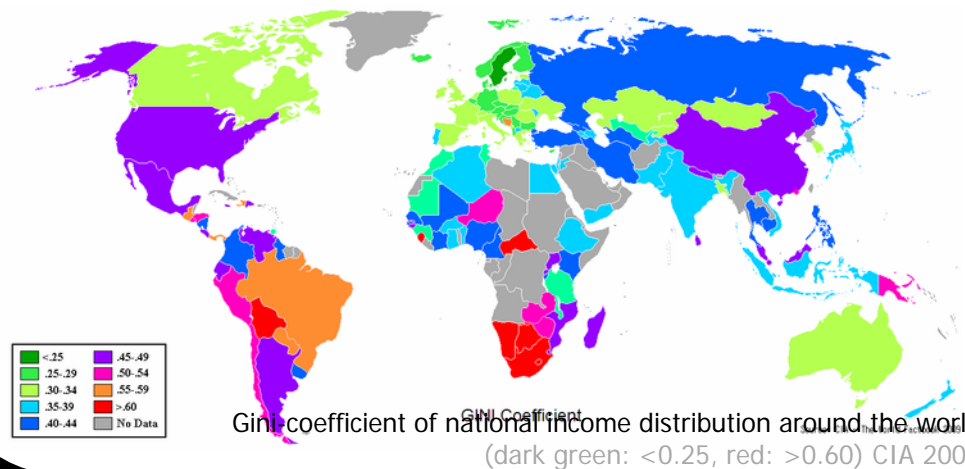 <.25
.25-.29
.30-.34
.35-39
.40-.44
.45-.49
.50-.54
.55-.59
>.60
No Data
GINI Coefficient
Gini-coefficient of national income distribution around the worl
(dark green: <0.25, red: >0.60) CIA 200